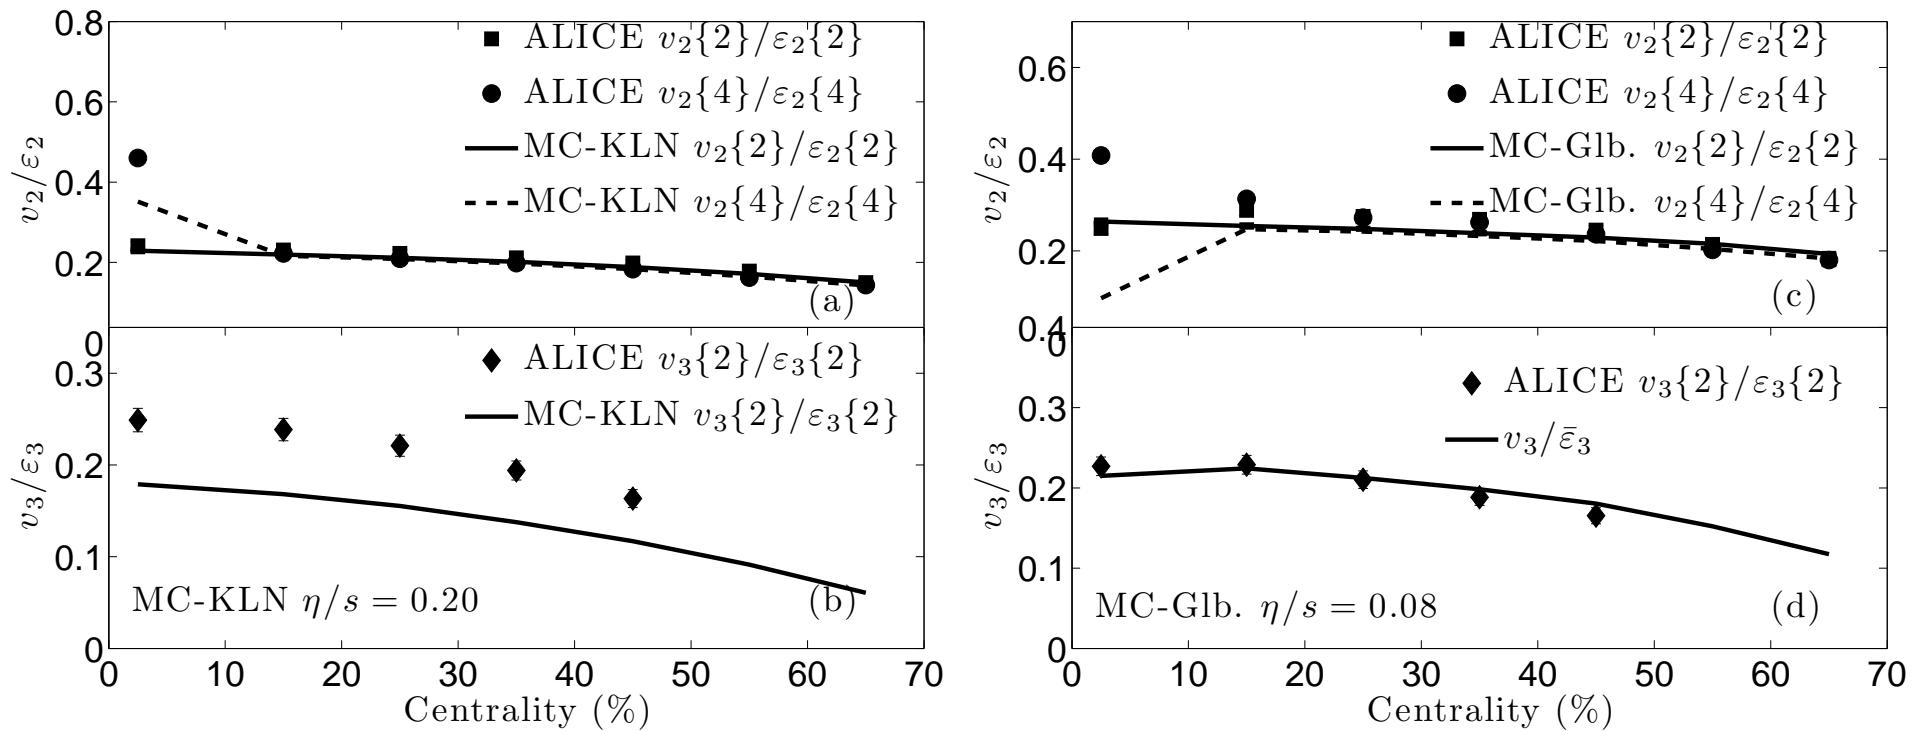 0.8
0.6
0.4
0.2
0
v₂/ε₂
ALICE v₂{2}/ε₂{2}
ALICE v₂{4}/ε₂{4}
MC-KLN v₂{2}/ε₂{2}
MC-KLN v₂{4}/ε₂{4}
(a)
0.3
0.2
0.1
0
v₃/ε₃
ALICE v₃{2}/ε₃{2}
MC-KLN v₃{2}/ε₃{2}
MC-KLN η/s = 0.20
(b)
0 10 20 30 40 50 60 70
Centrality (%)
0.6
0.4
0.2
0
v₂/ε₂
ALICE v₂{2}/ε₂{2}
ALICE v₂{4}/ε₂{4}
MC-Glb. v₂{2}/ε₂{2}
MC-Glb. v₂{4}/ε₂{4}
(c)
0.4
0.3
0.2
0.1
0
v₃/ε₃
ALICE v₃{2}/ε₃{2}
v₃/ε̄₃
MC-Glb. η/s = 0.08
(d)
0 10 20 30 40 50 60 70
Centrality (%)